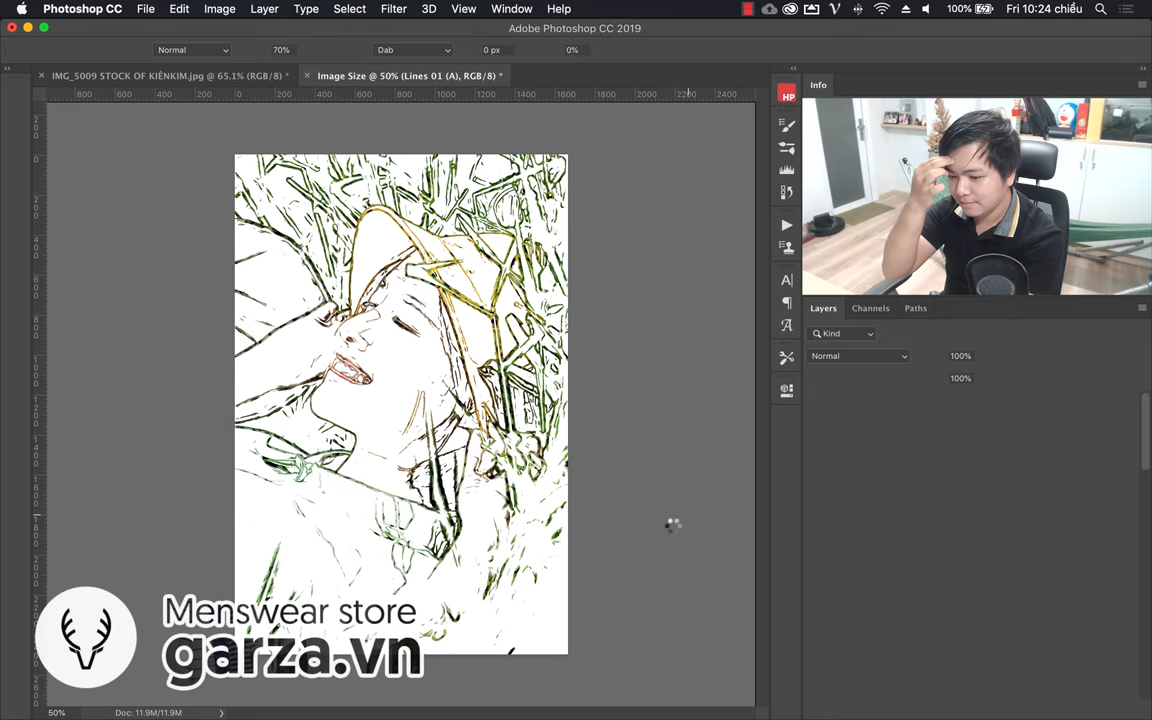 Photoshop CC File Edit Image Layer Type Select Filter 3D View Window Help 100% Fri 10:24 chiều
Adobe Photoshop CC 2019
Normal 70% Dab 0 px 0%
× IMG_5009 STOCK OF KIÊNKIM.jpg @ 65.1% (RGB/8) * × Image Size @ 50% (Lines 01 (A), RGB/8) *
800 600 400 200 0 200 400 600 800 1000 1200 1400 1600 1800 2000 2200 2400
Info
HP
Layers Channels Paths
Kind
Normal 100%
100%
Menswear store
garza.vn
50% Doc: 11.9M/11.9M